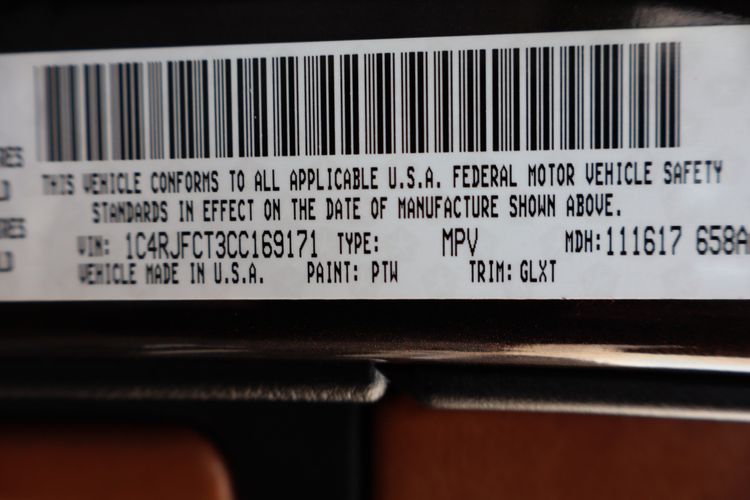 THIS VEHICLE CONFORMS TO ALL APPLICABLE U.S.A. FEDERAL MOTOR VEHICLE SAFETY
STANDARDS IN EFFECT ON THE DATE OF MANUFACTURE SHOWN ABOVE.
VIN: 1C4RJFCT3CC169171 TYPE: MPV MDH: 111617 658A
VEHICLE MADE IN U.S.A. PAINT: PTW TRIM: GLXT